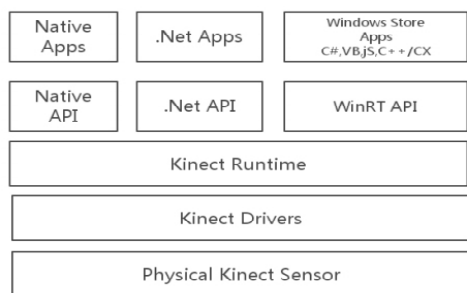 Native
Apps
.Net Apps
Windows Store
Apps
C#,VB,jS,C++/CX
Native
API
.Net API
WinRT API
Kinect Runtime
Kinect Drivers
Physical Kinect Sensor